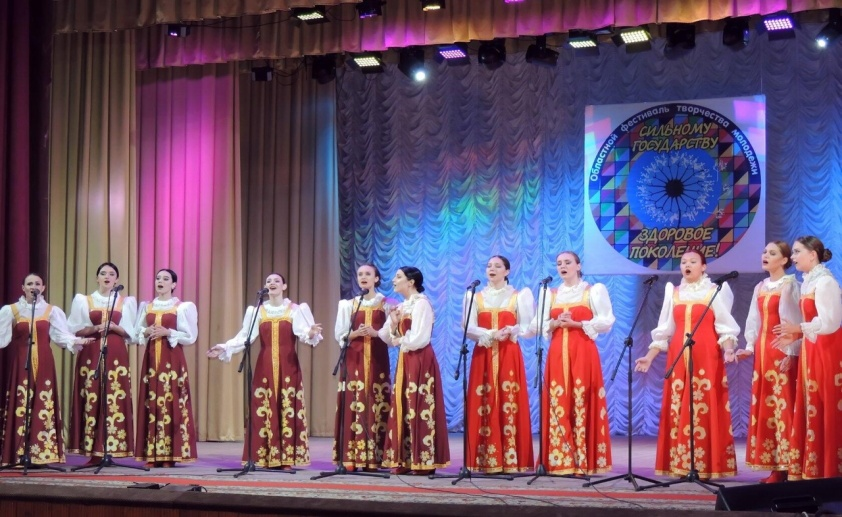 Областной фестиваль творчества молодежи
СИЛЬНОМУ
ГОСУДАРСТВУ
ЗДОРОВОЕ
ПОКОЛЕНИЕ!